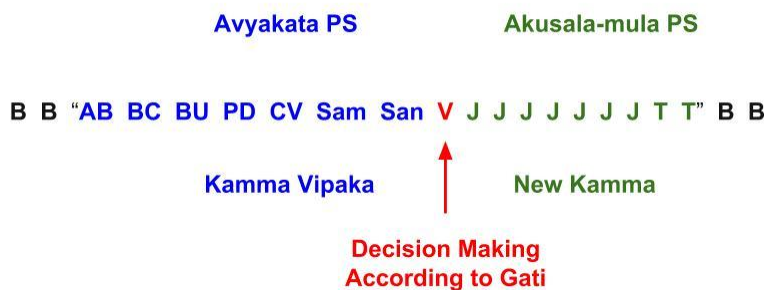 Avyakata PS Akusala-mula PS
B B “AB BC BU PD CV Sam San V J J J J J J J T T” B B
Kamma Vipaka New Kamma
Decision Making
According to Gati